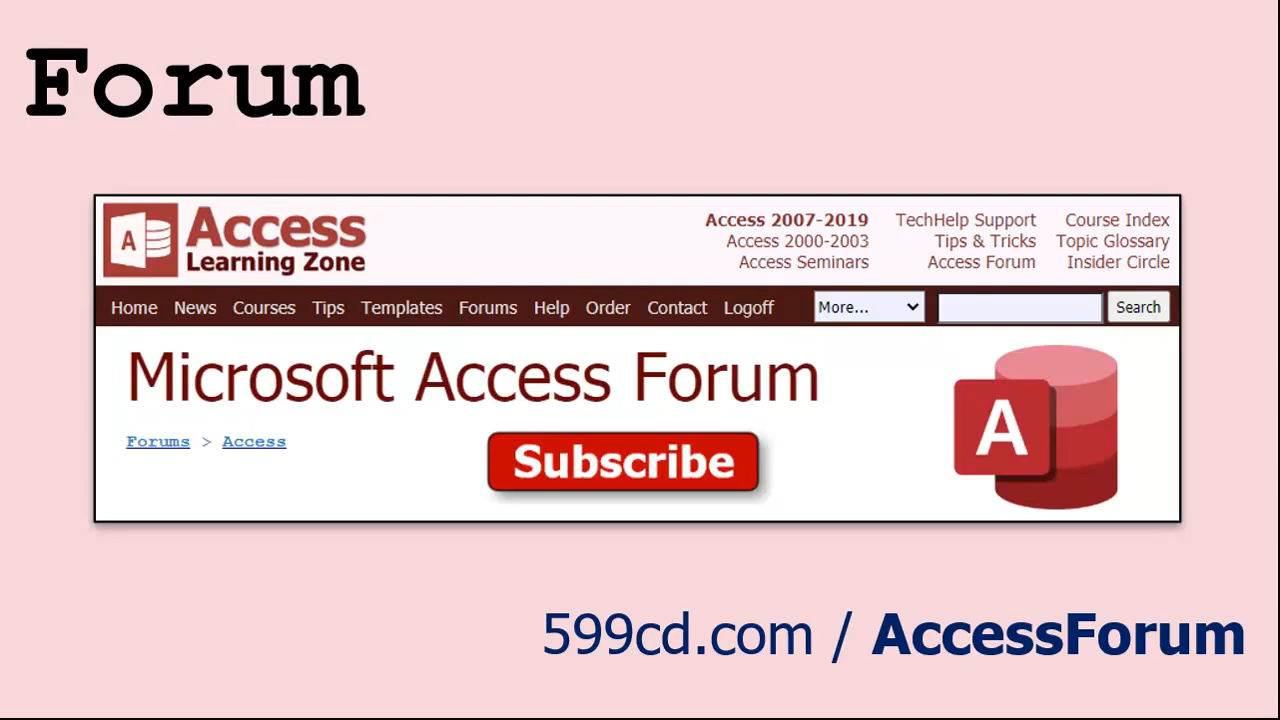 Forum
A
Access
Learning Zone
Access 2007-2019
TechHelp Support
Course Index
Access 2000-2003
Tips & Tricks
Topic Glossary
Access Seminars
Access Forum
Insider Circle
Home News Courses Tips Templates Forums Help Order Contact Logoff More... Search
Microsoft Access Forum
Forums > Access
Subscribe
A
599cd.com / AccessForum